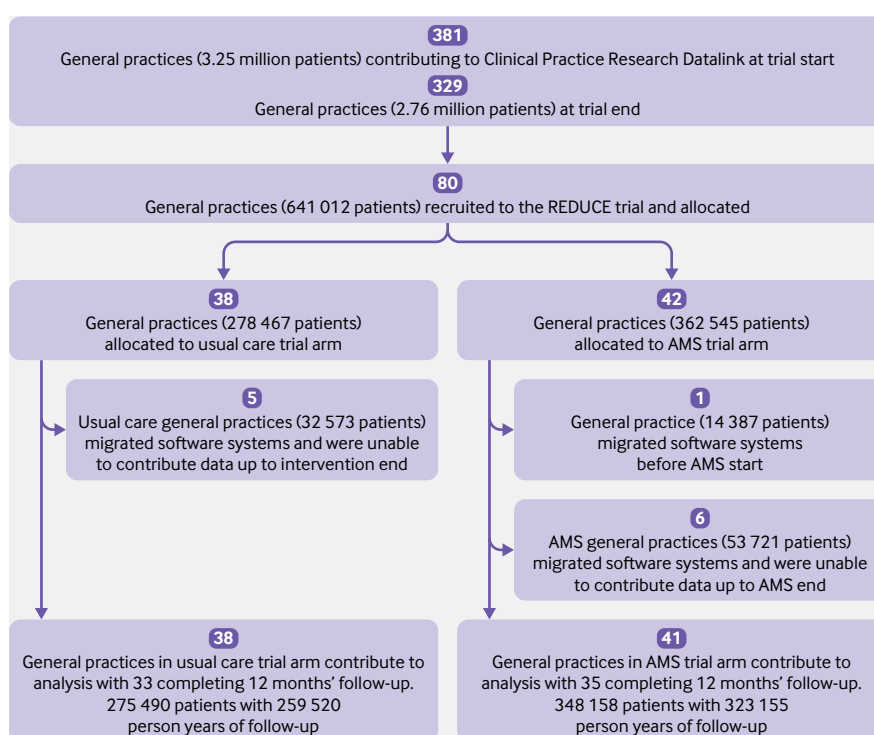 381
General practices (3.25 million patients) contributing to Clinical Practice Research Datalink at trial start
329
General practices (2.76 million patients) at trial end
80
General practices (641 012 patients) recruited to the REDUCE trial and allocated
38
General practices (278 467 patients)
allocated to usual care trial arm
42
General practices (362 545 patients)
allocated to AMS trial arm
5
Usual care general practices (32 573 patients)
migrated software systems and were unable
to contribute data up to intervention end
1
General practice (14 387 patients)
migrated software systems
before AMS start
6
AMS general practices (53 721 patients)
migrated software systems and were unable
to contribute data up to AMS end
38
General practices in usual care trial arm contribute to
analysis with 33 completing 12 months’ follow-up.
275 490 patients with 259 520
person years of follow-up
41
General practices in AMS trial arm contribute to
analysis with 35 completing 12 months’ follow-up.
348 158 patients with 323 155
person years of follow-up